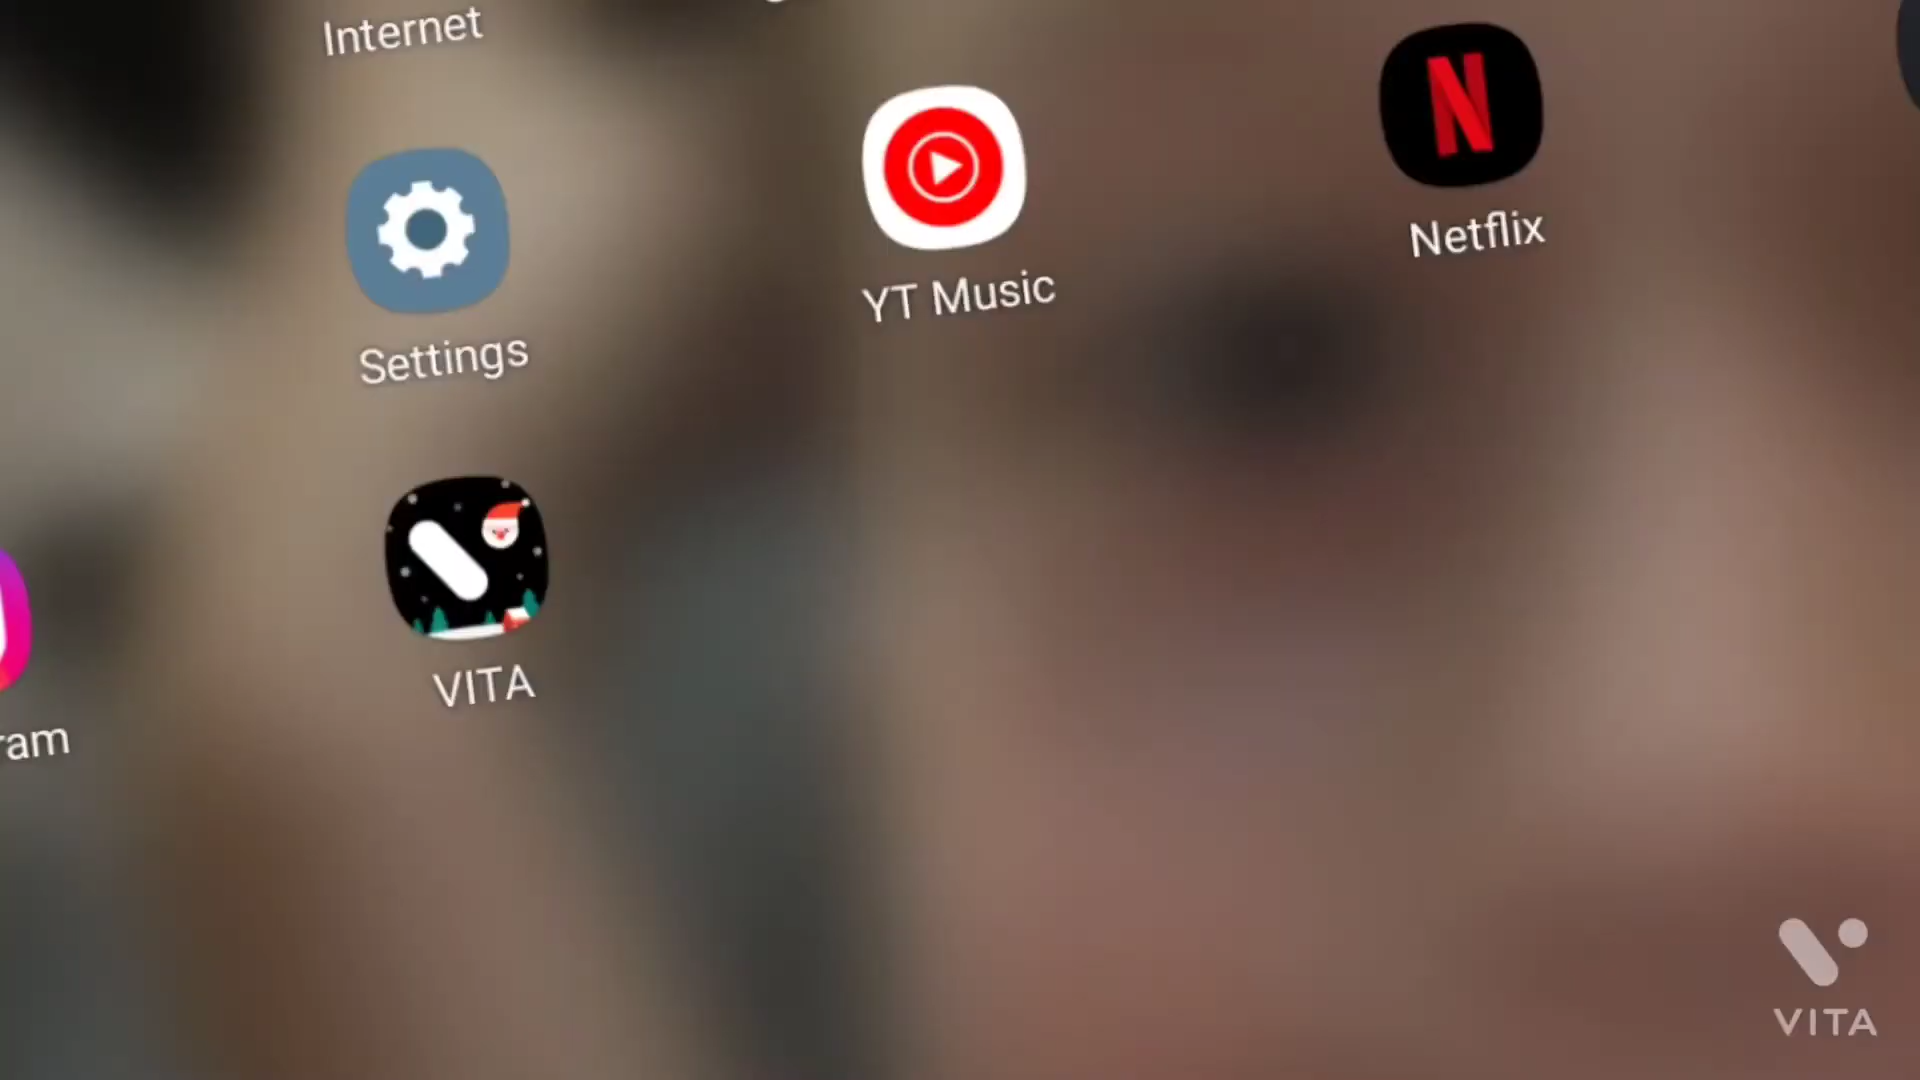 Internet
YT Music
Netflix
Settings
VITA
ram
VITA